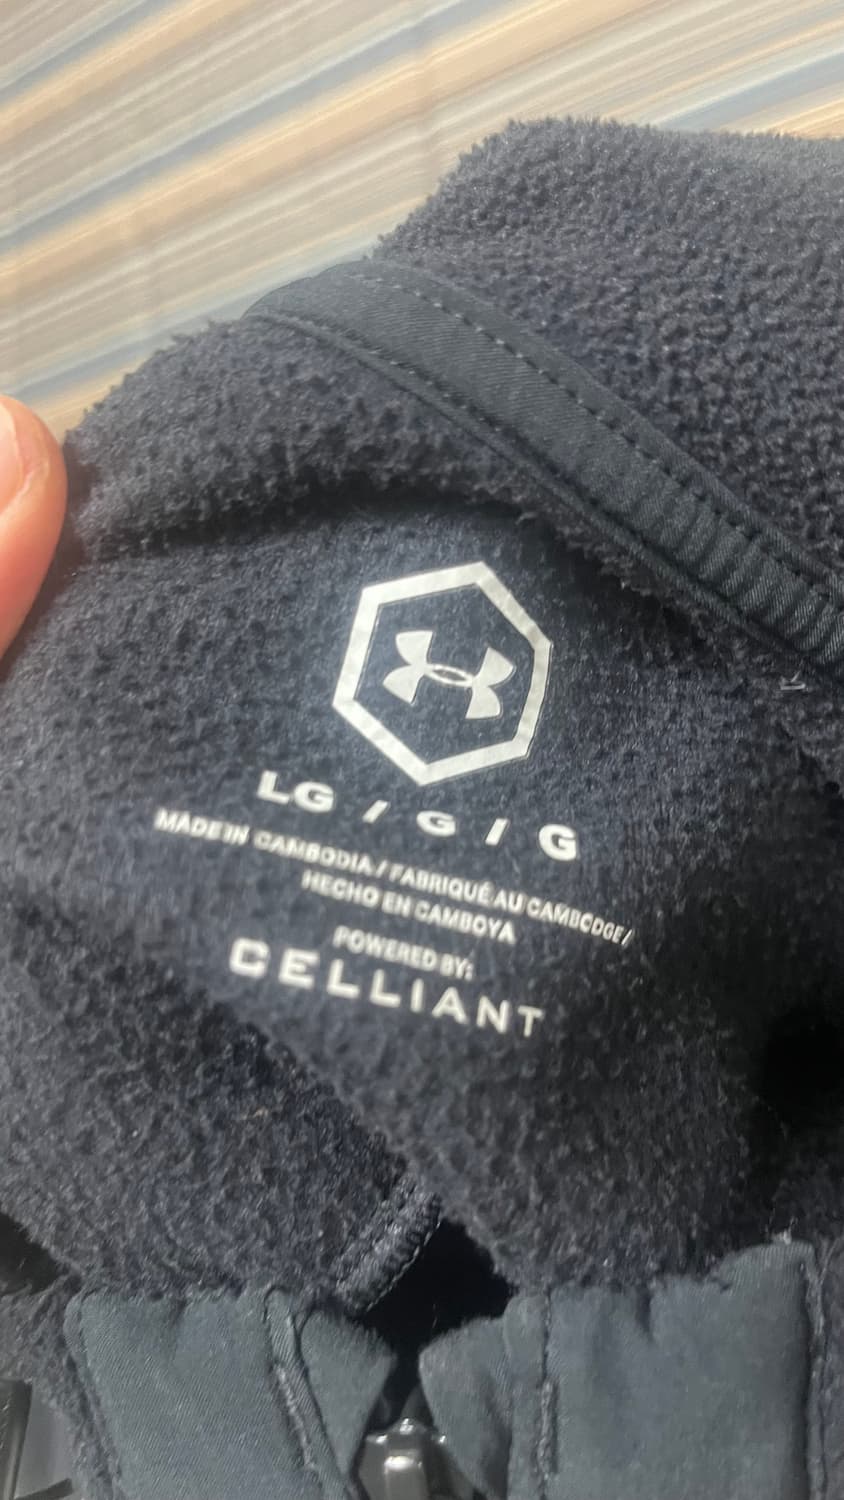 LG / G / G
MADE IN CAMBODIA / FABRIQUÉ AU CAMBODGE /
HECHO EN CAMBOYA
POWERED BY:
CELLIANT